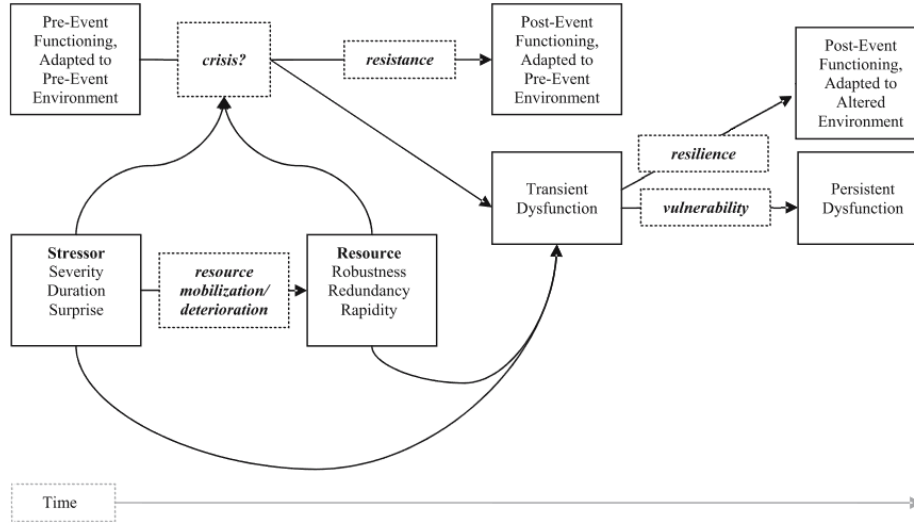 Pre-Event
Functioning,
Adapted to
Pre-Event
Environment
crisis?
resistance
Post-Event
Functioning,
Adapted to
Pre-Event
Environment
Post-Event
Functioning,
Adapted to
Altered
Environment
resilience
Transient
Dysfunction
vulnerability
Persistent
Dysfunction
Stressor
Severity
Duration
Surprise
resource
mobilization/
deterioration
Resource
Robustness
Redundancy
Rapidity
Time